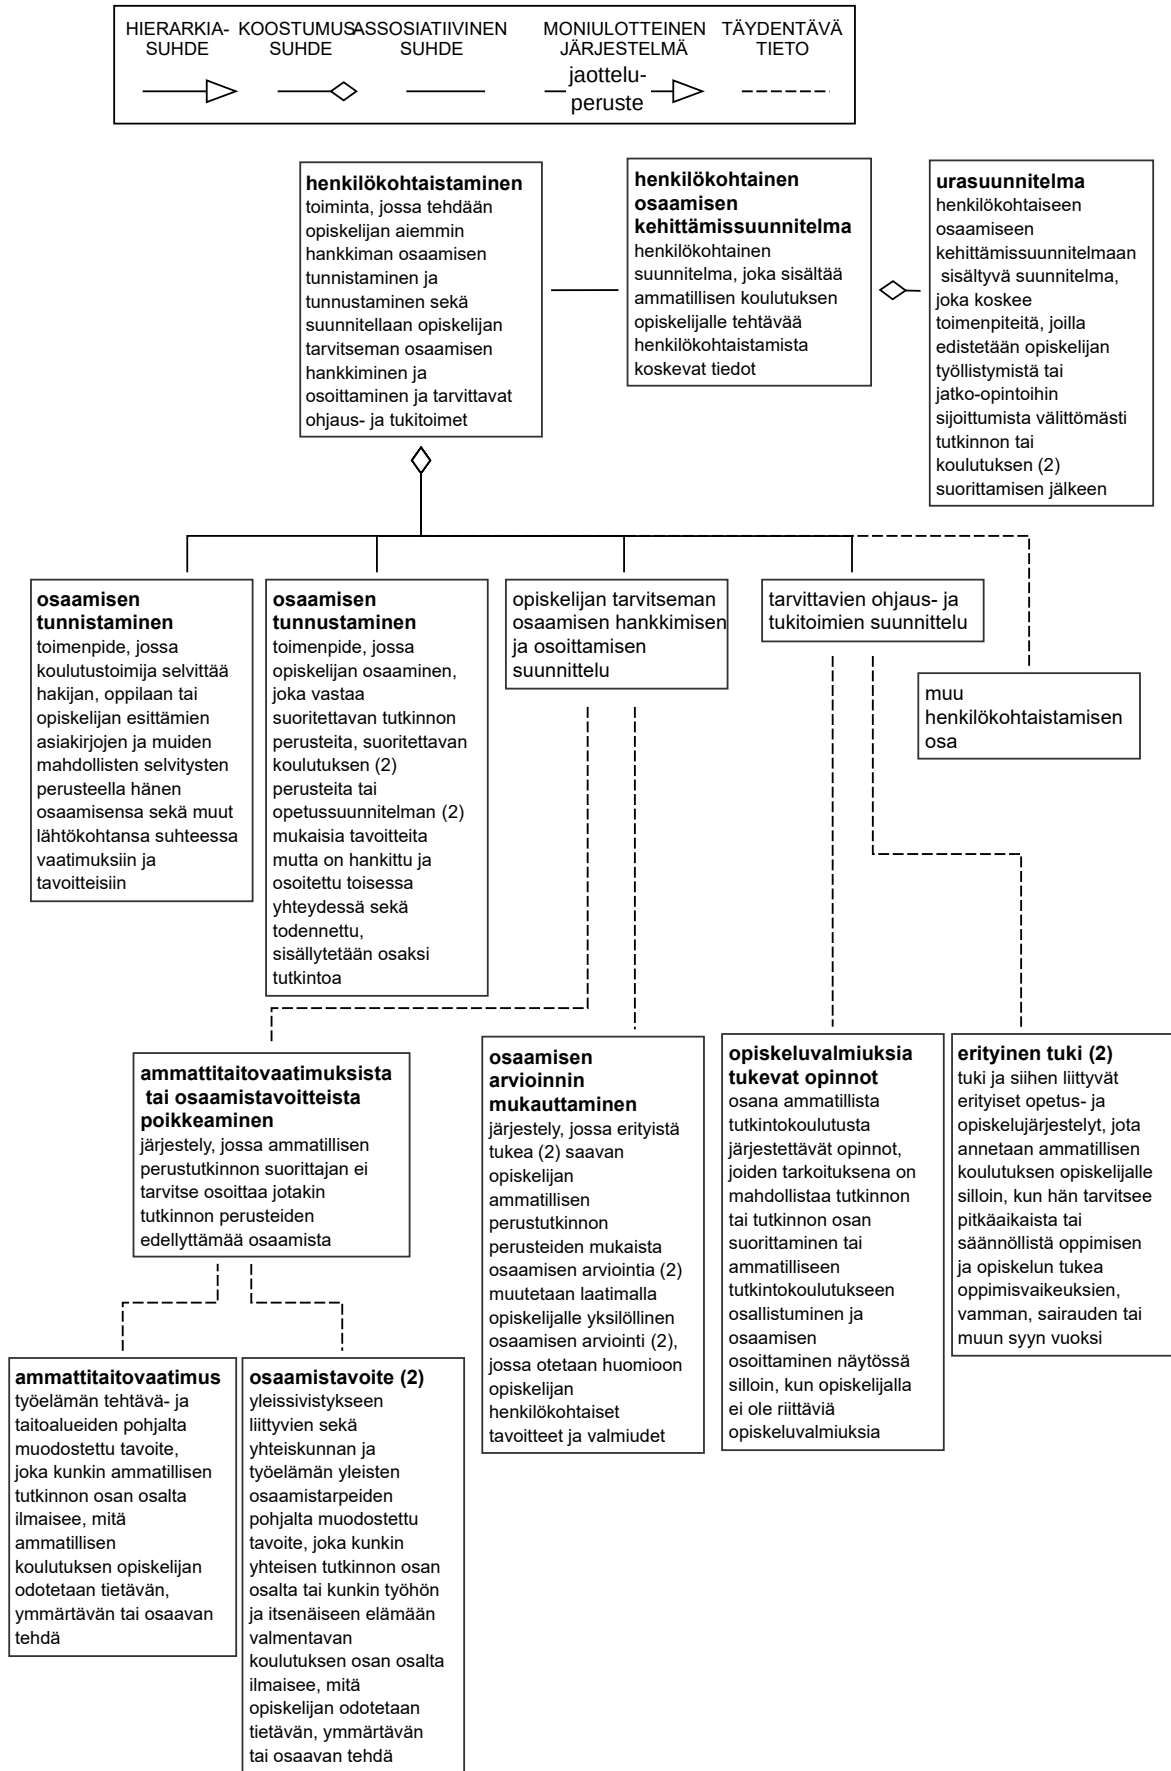 HIERARKIA-
SUHDE
KOOSTUMUS-
SUHDE
ASSOSIATIIVINEN
SUHDE
MONIULOTTEINEN
JÄRJESTELMÄ
jaottelu-
peruste
TÄYDENTÄVÄ
TIETO
henkilökohtaistaminen
toiminta, jossa tehdään
opiskelijan aiemmin
hankkiman osaamisen
tunnistaminen ja
tunnustaminen sekä
suunnitellaan opiskelijan
tarvitseman osaamisen
hankkiminen ja
osoittaminen ja tarvittavat
ohjaus- ja tukitoimet
henkilökohtainen
osaamisen
kehittämissuunnitelma
henkilökohtainen
suunnitelma, joka sisältää
ammatillisen koulutuksen
opiskelijalle tehtävää
henkilökohtaistamista
koskevat tiedot
urasuunnitelma
henkilökohtaiseen
osaamiseen
kehittämissuunnitelmaan
sisältyvä suunnitelma,
joka koskee
toimenpiteitä, joilla
edistetään opiskelijan
työllistymistä tai
jatko-opintoihin
sijoittumista välittömästi
tutkinnon tai
koulutuksen (2)
suorittamisen jälkeen
osaamisen
tunnistaminen
toimenpide, jossa
koulutustoimija selvittää
hakijan, oppilaan tai
opiskelijan esittämien
asiakirjojen ja muiden
mahdollisten selvitysten
perusteella hänen
osaamisensa sekä muut
lähtökohtansa suhteessa
vaatimuksiin ja
tavoitteisiin
osaamisen
tunnustaminen
toimenpide, jossa
opiskelijan osaaminen,
joka vastaa
suoritettavan tutkinnon
perusteita, suoritettavan
koulutuksen (2)
perusteita tai
opetussuunnitelman (2)
mukaisia tavoitteita
mutta on hankittu ja
osoitettu toisessa
yhteydessä sekä
todennettu,
sisällytetään osaksi
tutkintoa
opiskelijan tarvitseman
osaamisen hankkimisen
ja osoittamisen
suunnittelu
tarvittavien ohjaus- ja
tukitoimien suunnittelu
muu
henkilökohtaistamisen
osa
ammattitaitovaatimuksista
tai osaamistavoitteista
poikkeaminen
järjestely, jossa ammatillisen
perustutkinnon suorittajan ei
tarvitse osoittaa jotakin
tutkinnon perusteiden
edellyttämää osaamista
osaamisen
arvioinnin
mukauttaminen
järjestely, jossa erityistä
tukea (2) saavan
opiskelijan
ammatillisen
perustutkinnon
perusteiden mukaista
osaamisen arviointia (2)
muutetaan laatimalla
opiskelijalle yksilöllinen
osaamisen arviointi (2),
jossa otetaan huomioon
opiskelijan
henkilökohtaiset
tavoitteet ja valmiudet
opiskeluvalmiuksia
tukevat opinnot
osana ammatillista
tutkintokoulutusta
järjestettävät opinnot,
joiden tarkoituksena on
mahdollistaa tutkinnon
tai tutkinnon osan
suorittaminen tai
ammatilliseen
tutkintokoulutukseen
osallistuminen ja
osaamisen
osoittaminen näytössä
silloin, kun opiskelijalla
ei ole riittäviä
opiskeluvalmiuksia
erityinen tuki (2)
tuki ja siihen liittyvät
erityiset opetus- ja
opiskelujärjestelyt, jota
annetaan ammatillisen
koulutuksen opiskelijalle
silloin, kun hän tarvitsee
pitkäaikaista tai
säännöllistä oppimisen
ja opiskelun tukea
oppimisvaikeuksien,
vamman, sairauden tai
muun syyn vuoksi
ammattitaitovaatimus
työelämän tehtävä- ja
taitoalueiden pohjalta
muodostettu tavoite,
joka kunkin ammatillisen
tutkinnon osan osalta
ilmaisee, mitä
ammatillisen
koulutuksen opiskelijan
odotetaan tietävän,
ymmärtävän tai osaavan
tehdä
osaamistavoite (2)
yleissivistykseen
liittyvien sekä
yhteiskunnan ja
työelämän yleisten
osaamistarpeiden
pohjalta muodostettu
tavoite, joka kunkin
yhteisen tutkinnon osan
osalta tai kunkin työhön
ja itsenäiseen elämään
valmentavan
koulutuksen osan osalta
ilmaisee, mitä
opiskelijan odotetaan
tietävän, ymmärtävän
tai osaavan tehdä